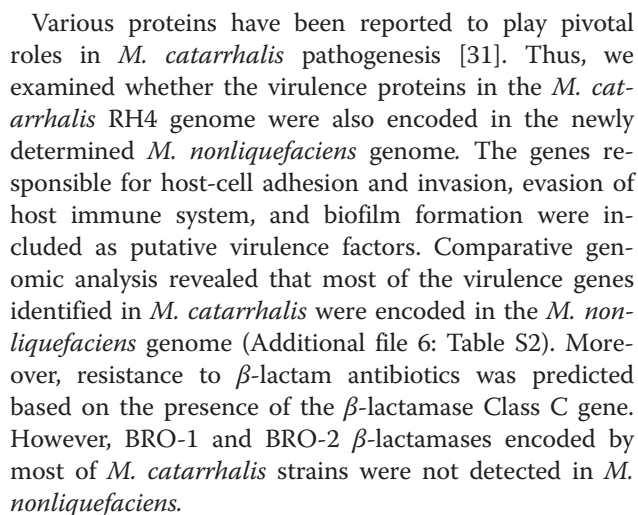 Various proteins have been reported to play pivotal
roles in M. catarrhalis pathogenesis [31]. Thus, we
examined whether the virulence proteins in the M. cat-
arrhalis RH4 genome were also encoded in the newly
determined M. nonliquefaciens genome. The genes re-
sponsible for host-cell adhesion and invasion, evasion of
host immune system, and biofilm formation were in-
cluded as putative virulence factors. Comparative gen-
omic analysis revealed that most of the virulence genes
identified in M. catarrhalis were encoded in the M. non-
liquefaciens genome (Additional file 6: Table S2). More-
over, resistance to β-lactam antibiotics was predicted
based on the presence of the β-lactamase Class C gene.
However, BRO-1 and BRO-2 β-lactamases encoded by
most of M. catarrhalis strains were not detected in M.
nonliquefaciens.